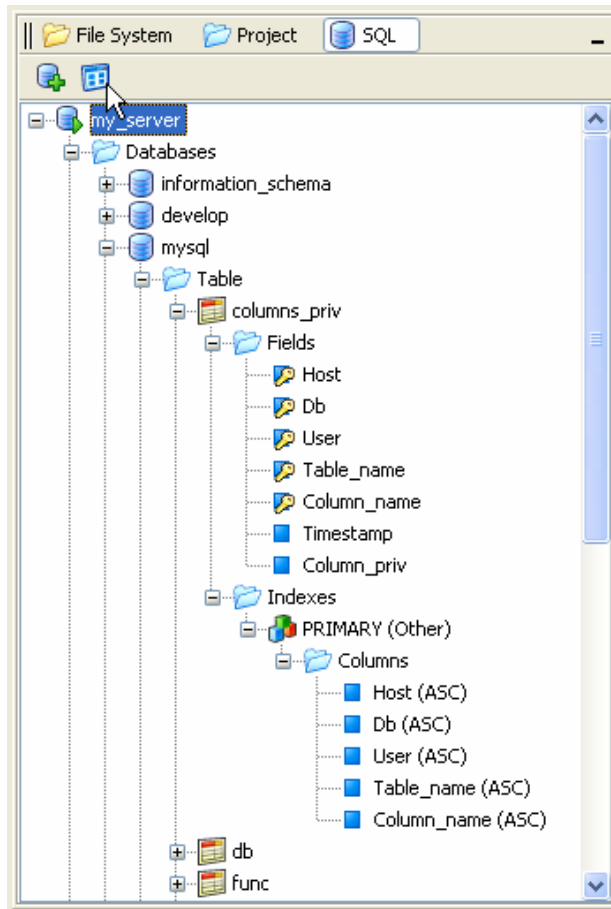 File System Project SQL
my_server
Databases
information_schema
develop
mysql
Table
columns_priv
Fields
Host
Db
User
Table_name
Column_name
Timestamp
Column_priv
Indexes
PRIMARY (Other)
Columns
Host (ASC)
Db (ASC)
User (ASC)
Table_name (ASC)
Column_name (ASC)
db
func